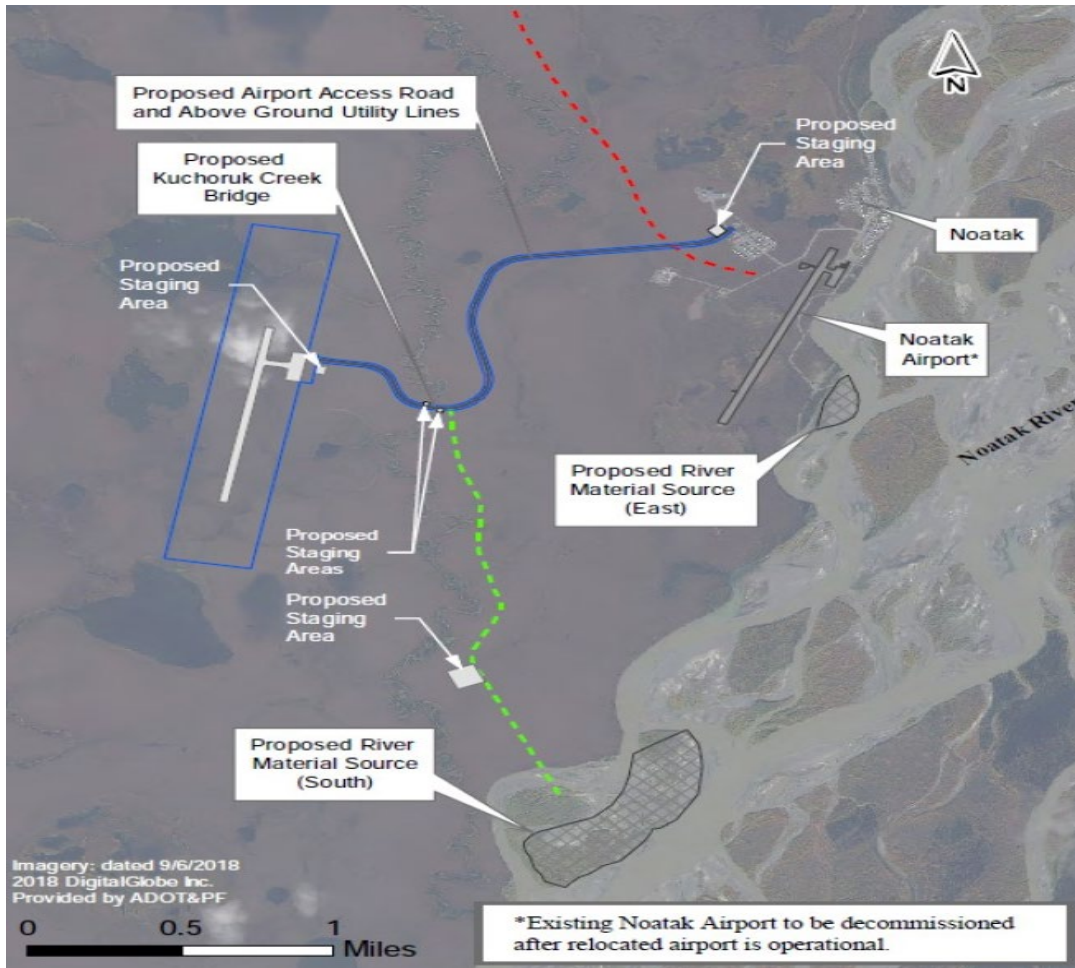 N
Proposed Airport Access Road
and Above Ground Utility Lines
Proposed
Staging
Area
Proposed
Kuchoruk Creek
Bridge
Noatak
Proposed
Staging
Area
Noatak
Airport*
Noatak River
Proposed River
Material Source
(East)
Proposed
Staging
Areas
Proposed
Staging
Area
Proposed River
Material Source
(South)
Imagery: dated 9/6/2018
2018 DigitalGlobe Inc.
Provided by ADOT&PF
0 0.5 1
Miles
*Existing Noatak Airport to be decommissioned
after relocated airport is operational.